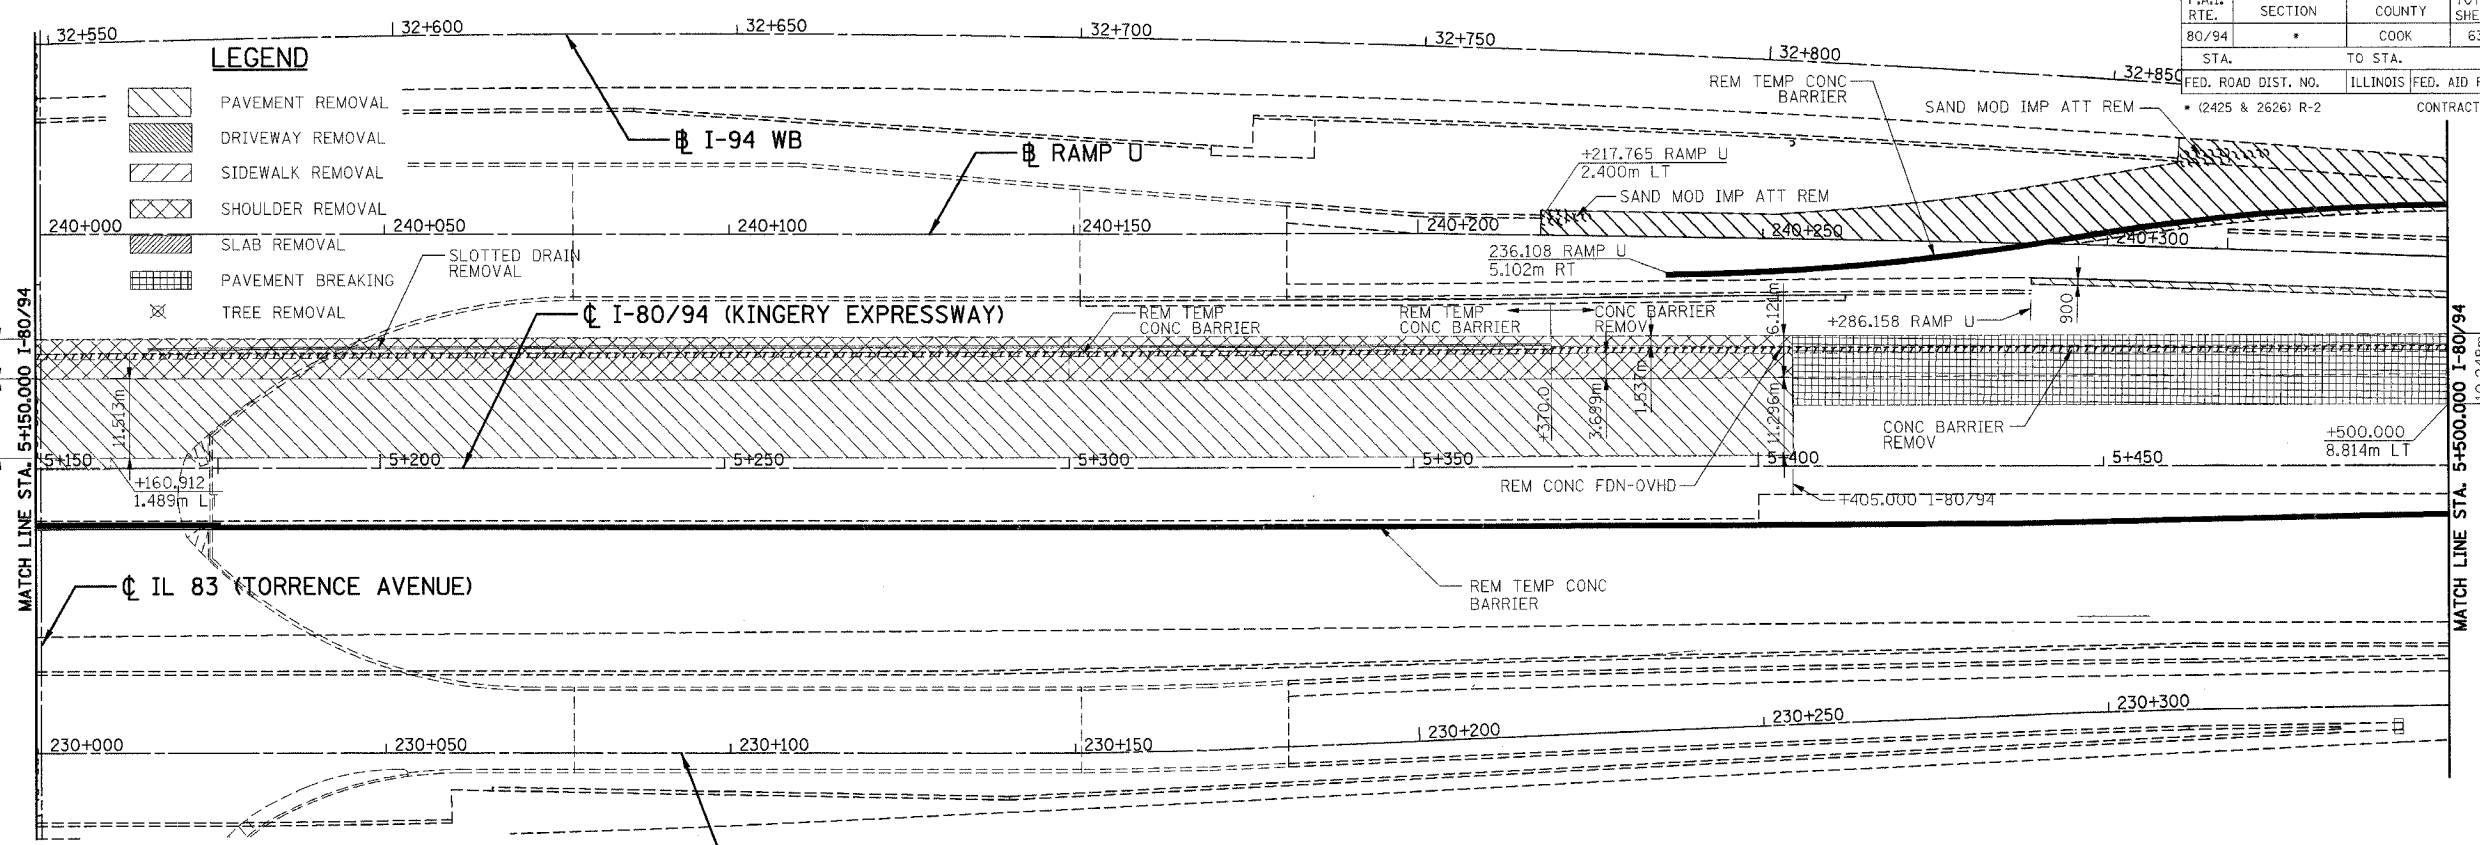 32+550
32+600
32+650
32+700
32+750
32+800
32+850
RTE.
SECTION
COUNTY
80/94
*
COOK
STA.
TO STA.
FED. ROAD DIST. NO.
ILLINOIS
FED. AID
* (2425 & 2626) R-2
CONTRACT
LEGEND
PAVEMENT REMOVAL
DRIVEWAY REMOVAL
SIDEWALK REMOVAL
SHOULDER REMOVAL
SLAB REMOVAL
PAVEMENT BREAKING
TREE REMOVAL
℄ I-94 WB
℄ RAMP U
REM TEMP CONC
BARRIER
SAND MOD IMP ATT REM
+217.765 RAMP U
2.400m LT
SAND MOD IMP ATT REM
240+000
240+050
240+100
240+150
240+200
240+250
240+300
SLOTTED DRAIN
REMOVAL
236.108 RAMP U
5.102m RT
℄ I-80/94 (KINGERY EXPRESSWAY)
REM TEMP
CONC BARRIER
REM TEMP
CONC BARRIER
CONC BARRIER
REMOV
6.121m
+286.158 RAMP U
900
MATCH LINE STA. 5+150.000 I-80/94
11.513m
+370.0
3.699m
1.537m
11.296m
CONC BARRIER
REMOV
+500.000
8.814m LT
MATCH LINE STA. 5+500.000 I-80/94
5+150
5+200
5+250
5+300
5+350
5+400
5+450
+160.912
1.489m L
REM CONC FDN-OVHD
+405.000 I-80/94
℄ IL 83 (TORRENCE AVENUE)
REM TEMP CONC
BARRIER
230+000
230+050
230+100
230+150
230+200
230+250
230+300